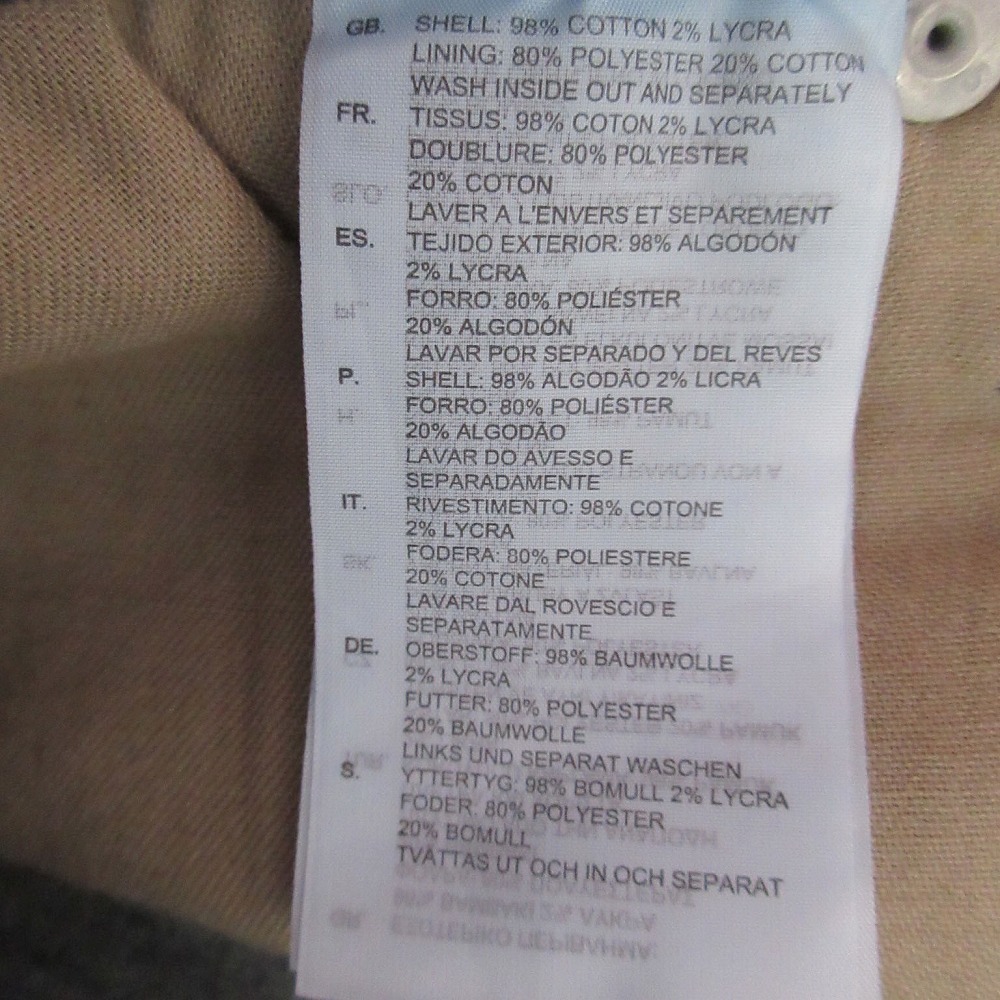 GB. SHELL: 98% COTTON 2% LYCRA
LINING: 80% POLYESTER 20% COTTON
WASH INSIDE OUT AND SEPARATELY
FR. TISSUS: 98% COTON 2% LYCRA
DOUBLURE: 80% POLYESTER
20% COTON
LAVER A L'ENVERS ET SEPAREMENT
ES. TEJIDO EXTERIOR: 98% ALGODÓN
2% LYCRA
FORRO: 80% POLIÉSTER
20% ALGODÓN
LAVAR POR SEPARADO Y DEL REVES
P. SHELL: 98% ALGODÃO 2% LICRA
FORRO: 80% POLIÉSTER
20% ALGODÃO
LAVAR DO AVESSO E
SEPARADAMENTE
IT. RIVESTIMENTO: 98% COTONE
2% LYCRA
FODERA: 80% POLIESTERE
20% COTONE
LAVARE DAL ROVESCIO E
SEPARATAMENTE
DE. OBERSTOFF: 98% BAUMWOLLE
2% LYCRA
FUTTER: 80% POLYESTER
20% BAUMWOLLE
LINKS UND SEPARAT WASCHEN
S. YTTERTYG: 98% BOMULL 2% LYCRA
FODER: 80% POLYESTER
20% BOMULL
TVÄTTAS UT OCH IN OCH SEPARAT